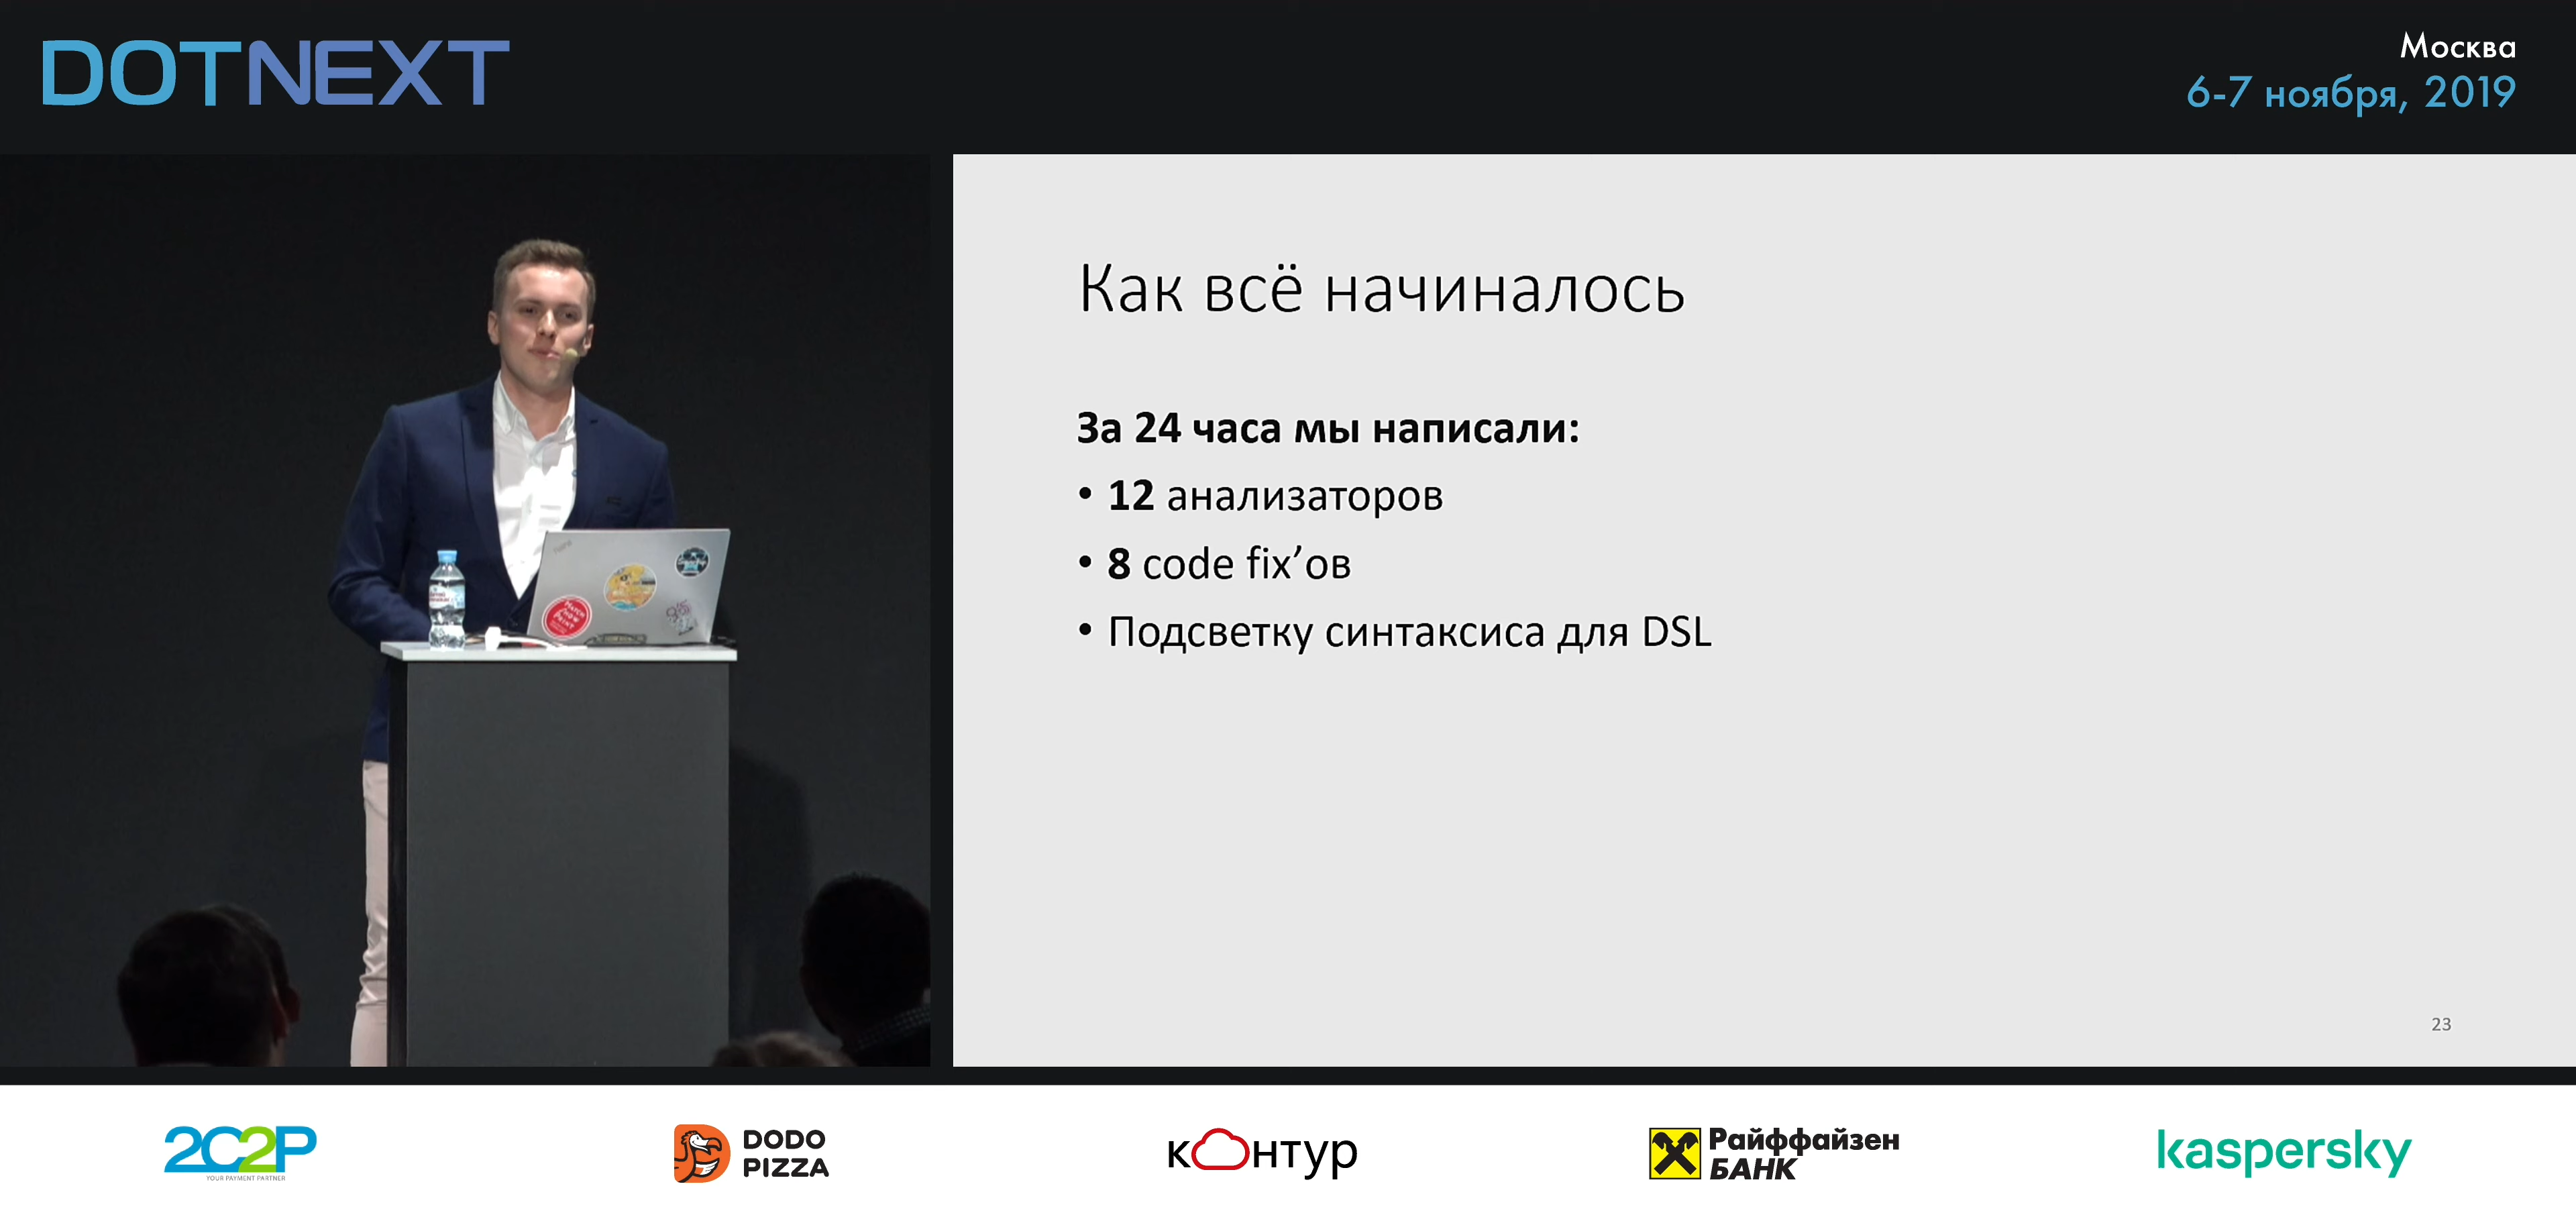 DOTNEXT
Москва
6-7 ноября, 2019
Как всё начиналось
За 24 часа мы написали:
• 12 анализаторов
• 8 code fix’ов
• Подсветку синтаксиса для DSL
23
2C2P
YOUR PAYMENT PARTNER
DODO
PIZZA
контур
Райффайзен
БАНК
kaspersky